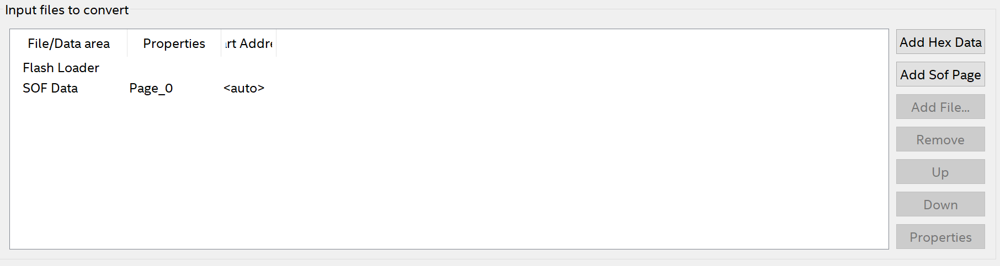 Input files to convert
File/Data area Properties art Addre
Flash Loader
SOF Data Page_0 <auto>
Add Hex Data
Add Sof Page
Add File...
Remove
Up
Down
Properties